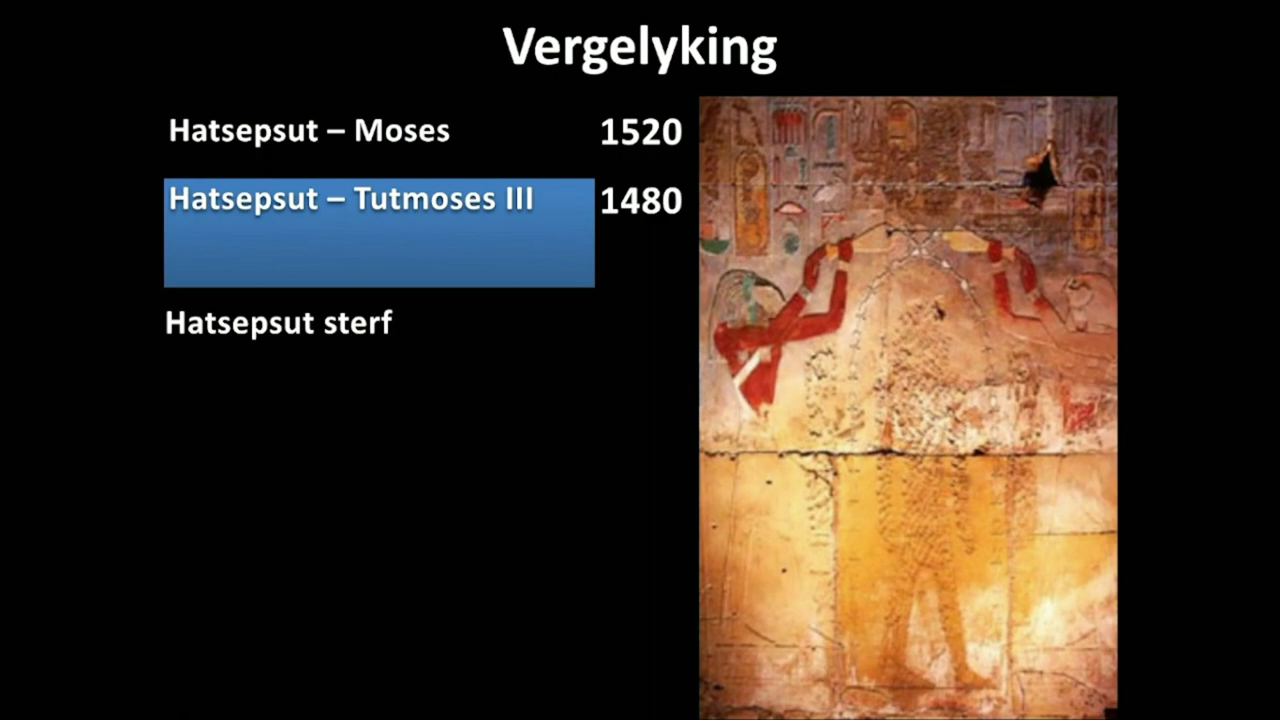 Vergelyking
Hatsepsut – Moses 1520
Hatsepsut – Tutmoses III 1480
Hatsepsut sterf